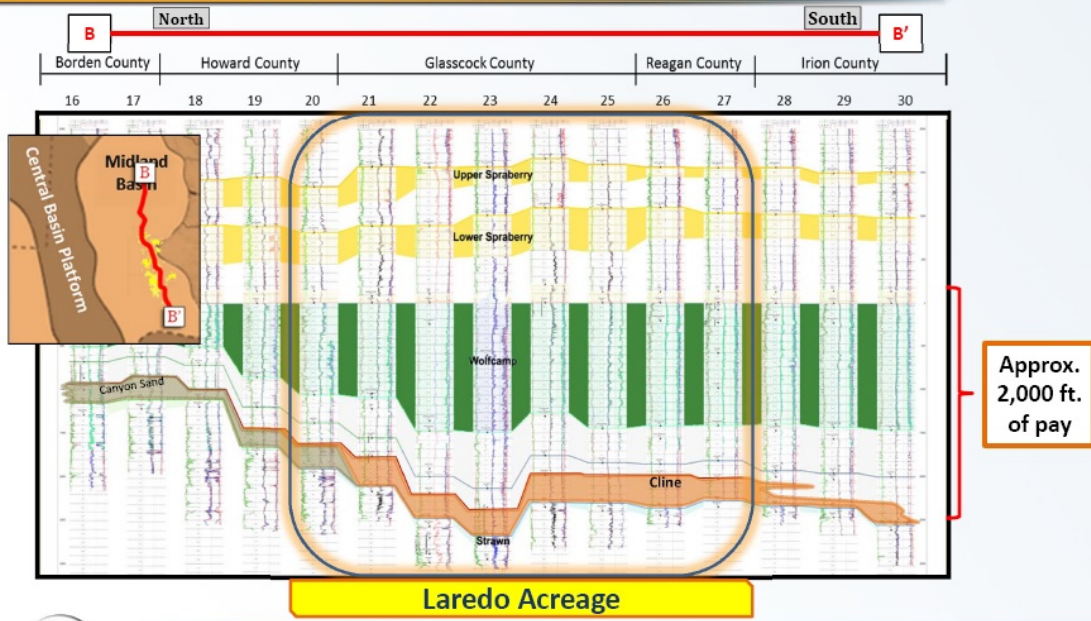 North
South
B
B'
Borden County
Howard County
Glasscock County
Reagan County
Irion County
16 17 18 19 20 21 22 23 24 25 26 27 28 29 30
Central Basin Platform
Midland
Basin
B
B'
Upper Spraberry
Lower Spraberry
Wolfcamp
Canyon Sand
Cline
Strawn
Approx.
2,000 ft.
of pay
Laredo Acreage